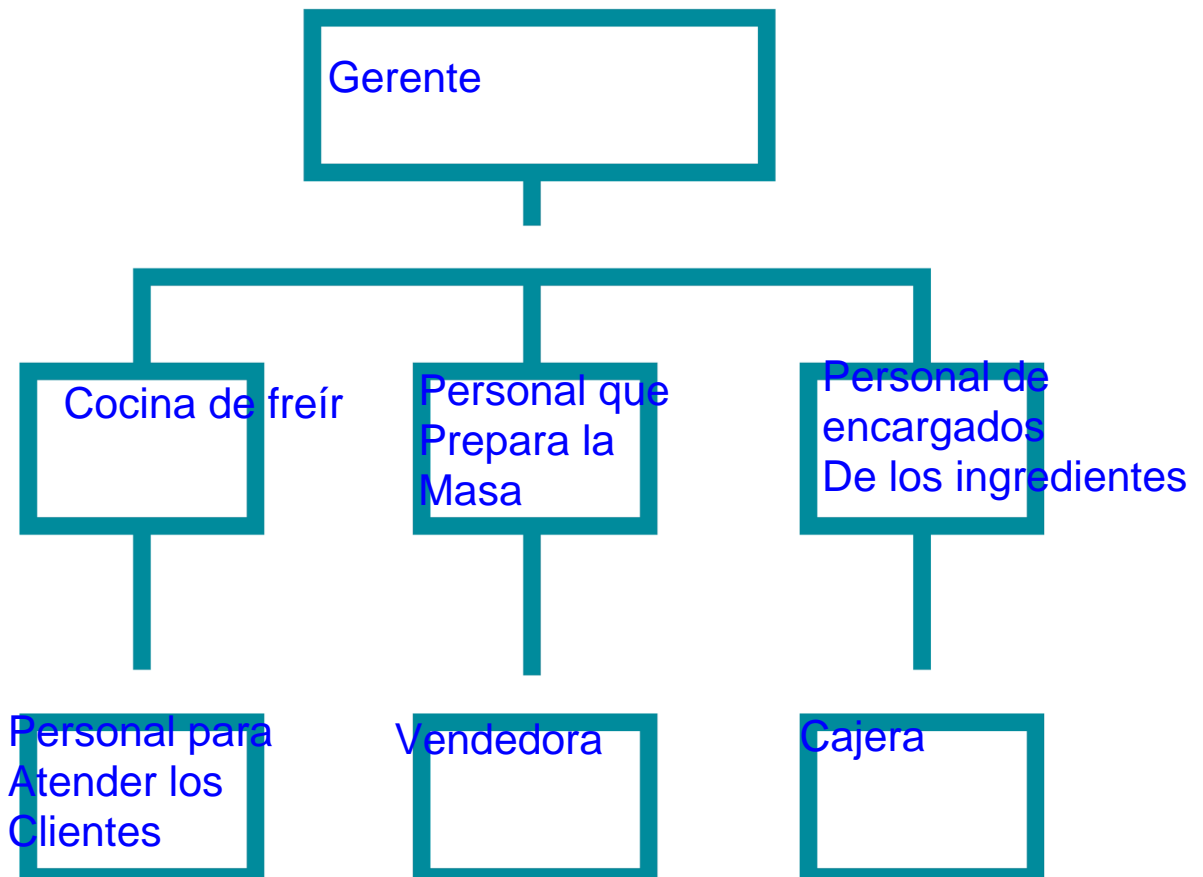 Gerente
Cocina de freír
Personal que
Prepara la
Masa
Personal de
encargados
De los ingredientes
Personal para
Atender los
Clientes
Vendedora
Cajera